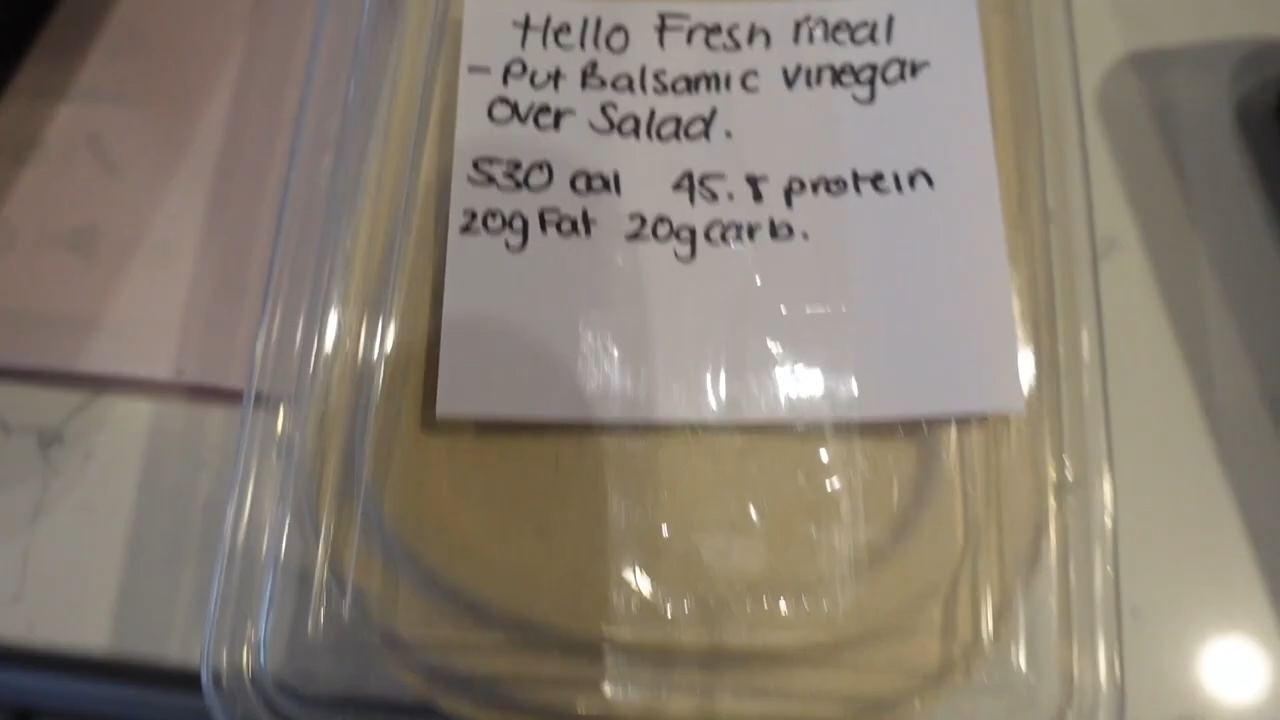 Hello Fresh meal
- Put Balsamic vinegar
over Salad.
530 cal 45.8 protein
20g Fat 20g carb.